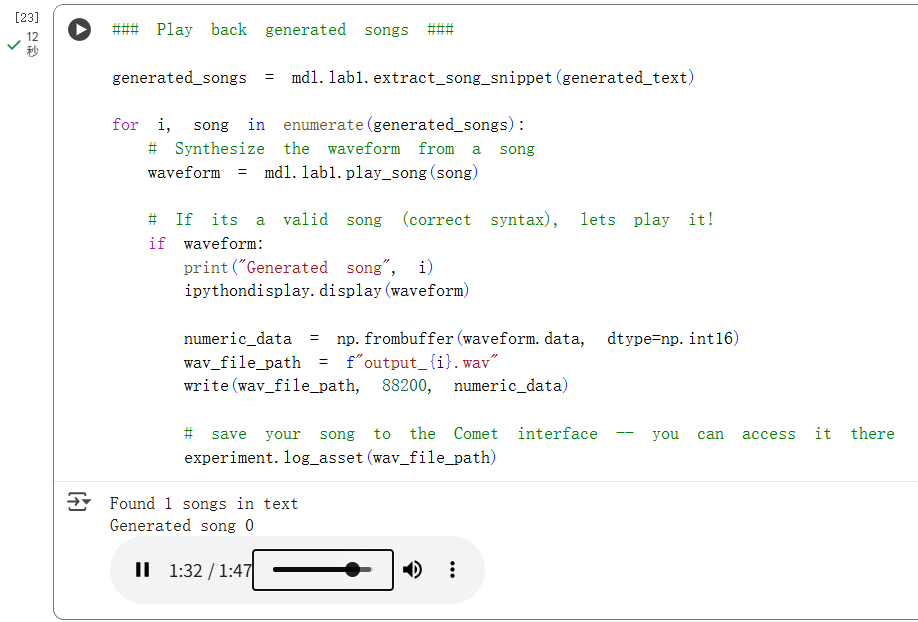 [23]
12
秒
### Play back generated songs ###
generated_songs = mdl.lab1.extract_song_snippet(generated_text)
for i, song in enumerate(generated_songs):
# Synthesize the waveform from a song
waveform = mdl.lab1.play_song(song)
# If its a valid song (correct syntax), lets play it!
if waveform:
print("Generated song", i)
ipythondisplay.display(waveform)
numeric_data = np.frombuffer(waveform.data, dtype=np.int16)
wav_file_path = f"output_{i}.wav"
write(wav_file_path, 88200, numeric_data)
# save your song to the Comet interface -- you can access it there
experiment.log_asset(wav_file_path)
Found 1 songs in text
Generated song 0
1:32 / 1:47